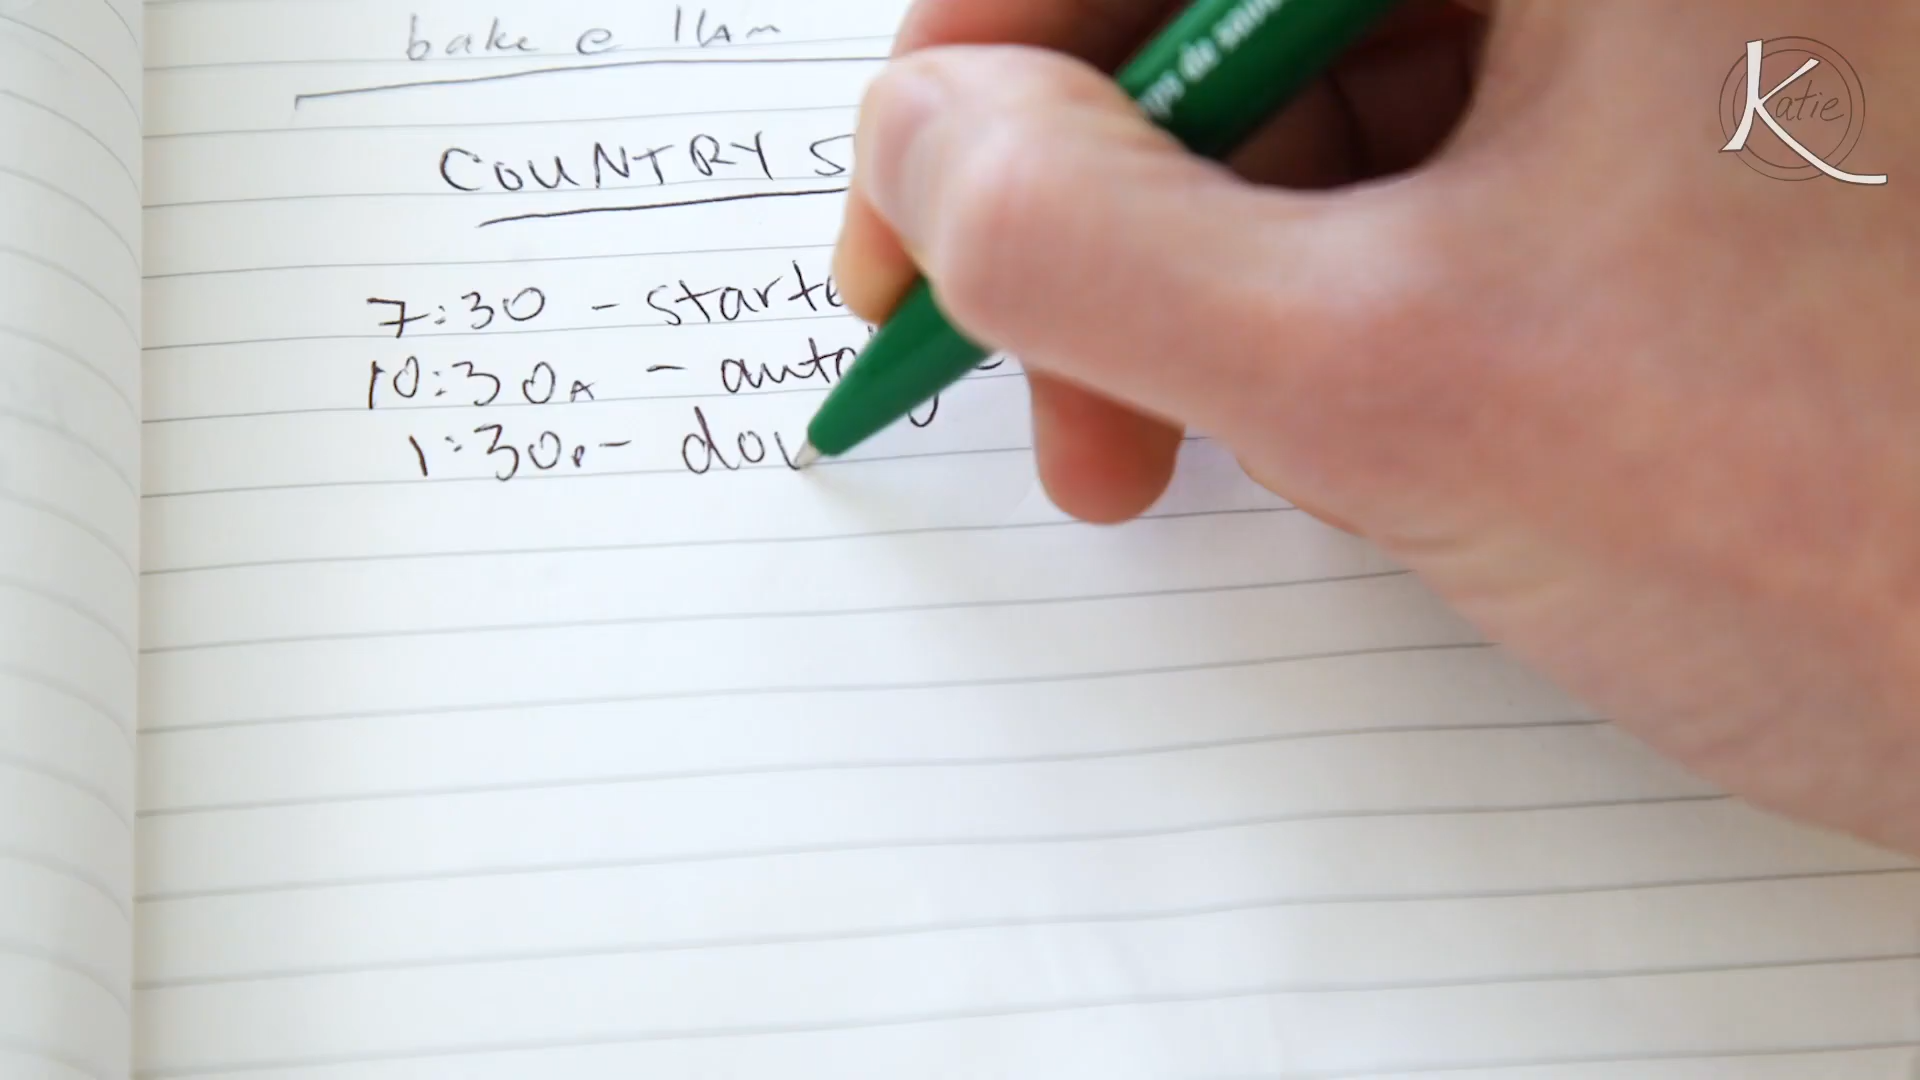 bake @ 11am
COUNTRY S
7:30 - starte
10:30A - auto
1:30P - dou
Katie